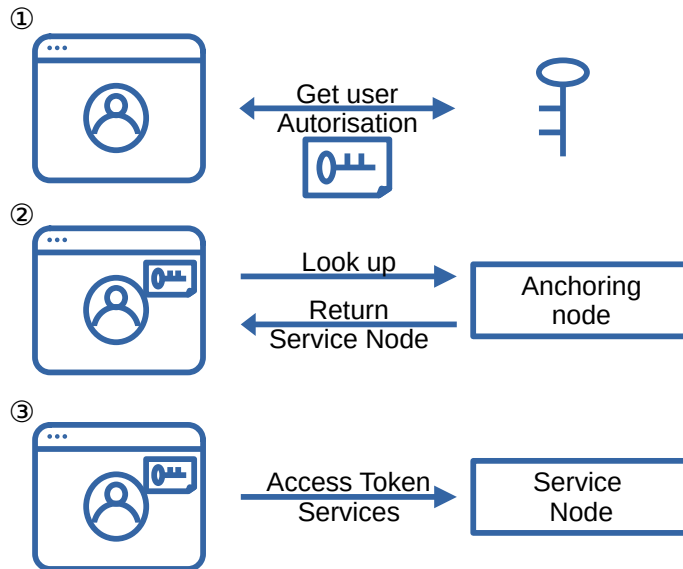 ①
Get user
Autorisation
②
Look up
Return
Service Node
Anchoring
node
③
Access Token
Services
Service
Node